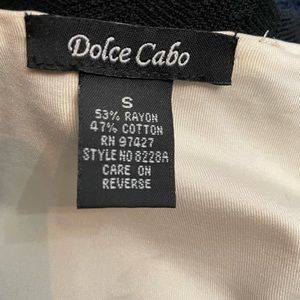 Dolce Cabo
S
53% RAYON
47% COTTON
RN 97427
STYLE NO 8228A
CARE ON
REVERSE